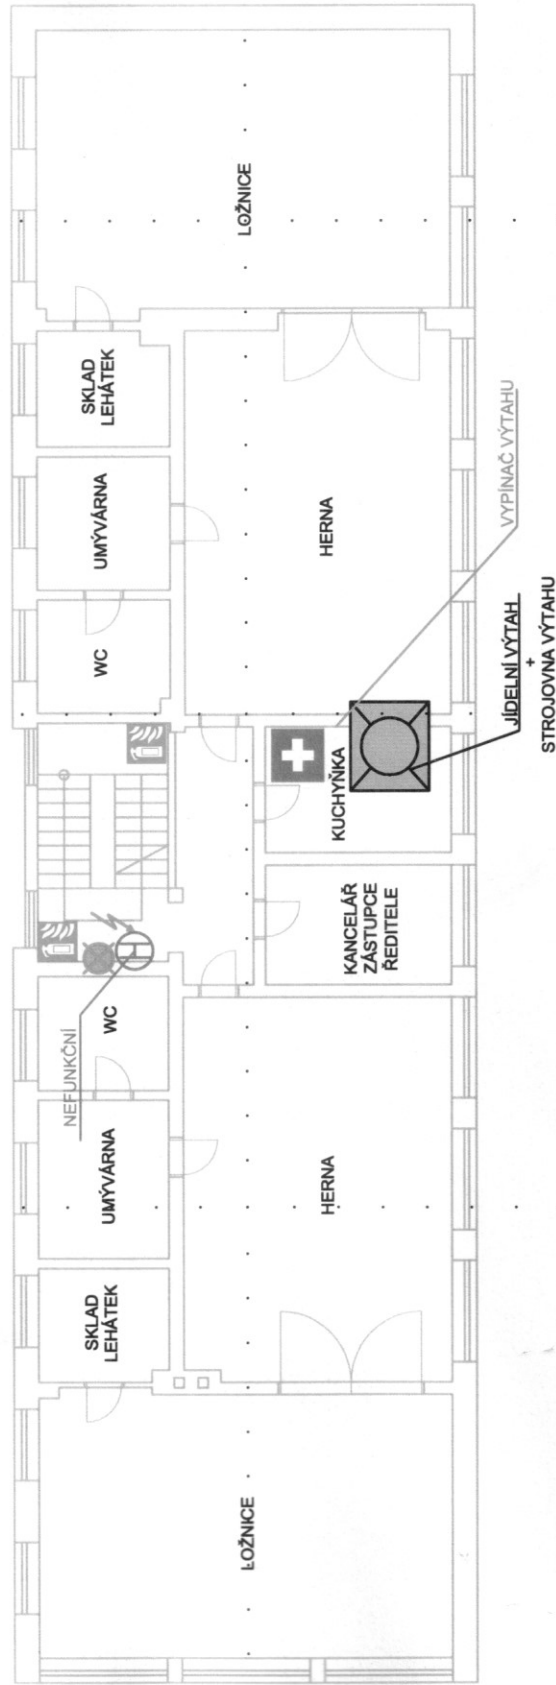 LOŽNICE
SKLAD
LEHÁTEK
UMÝVÁRNA
WC
HERNA
VYPÍNAČ VÝTAHU
JÍDELNÍ VÝTAH
+
STROJOVNA VÝTAHU
KUCHYŇKA
KANCELÁŘ
ZÁSTUPCE
ŘEDITELE
H
NEFUNKČNÍ
WC
UMÝVÁRNA
HERNA
SKLAD
LEHÁTEK
LOŽNICE